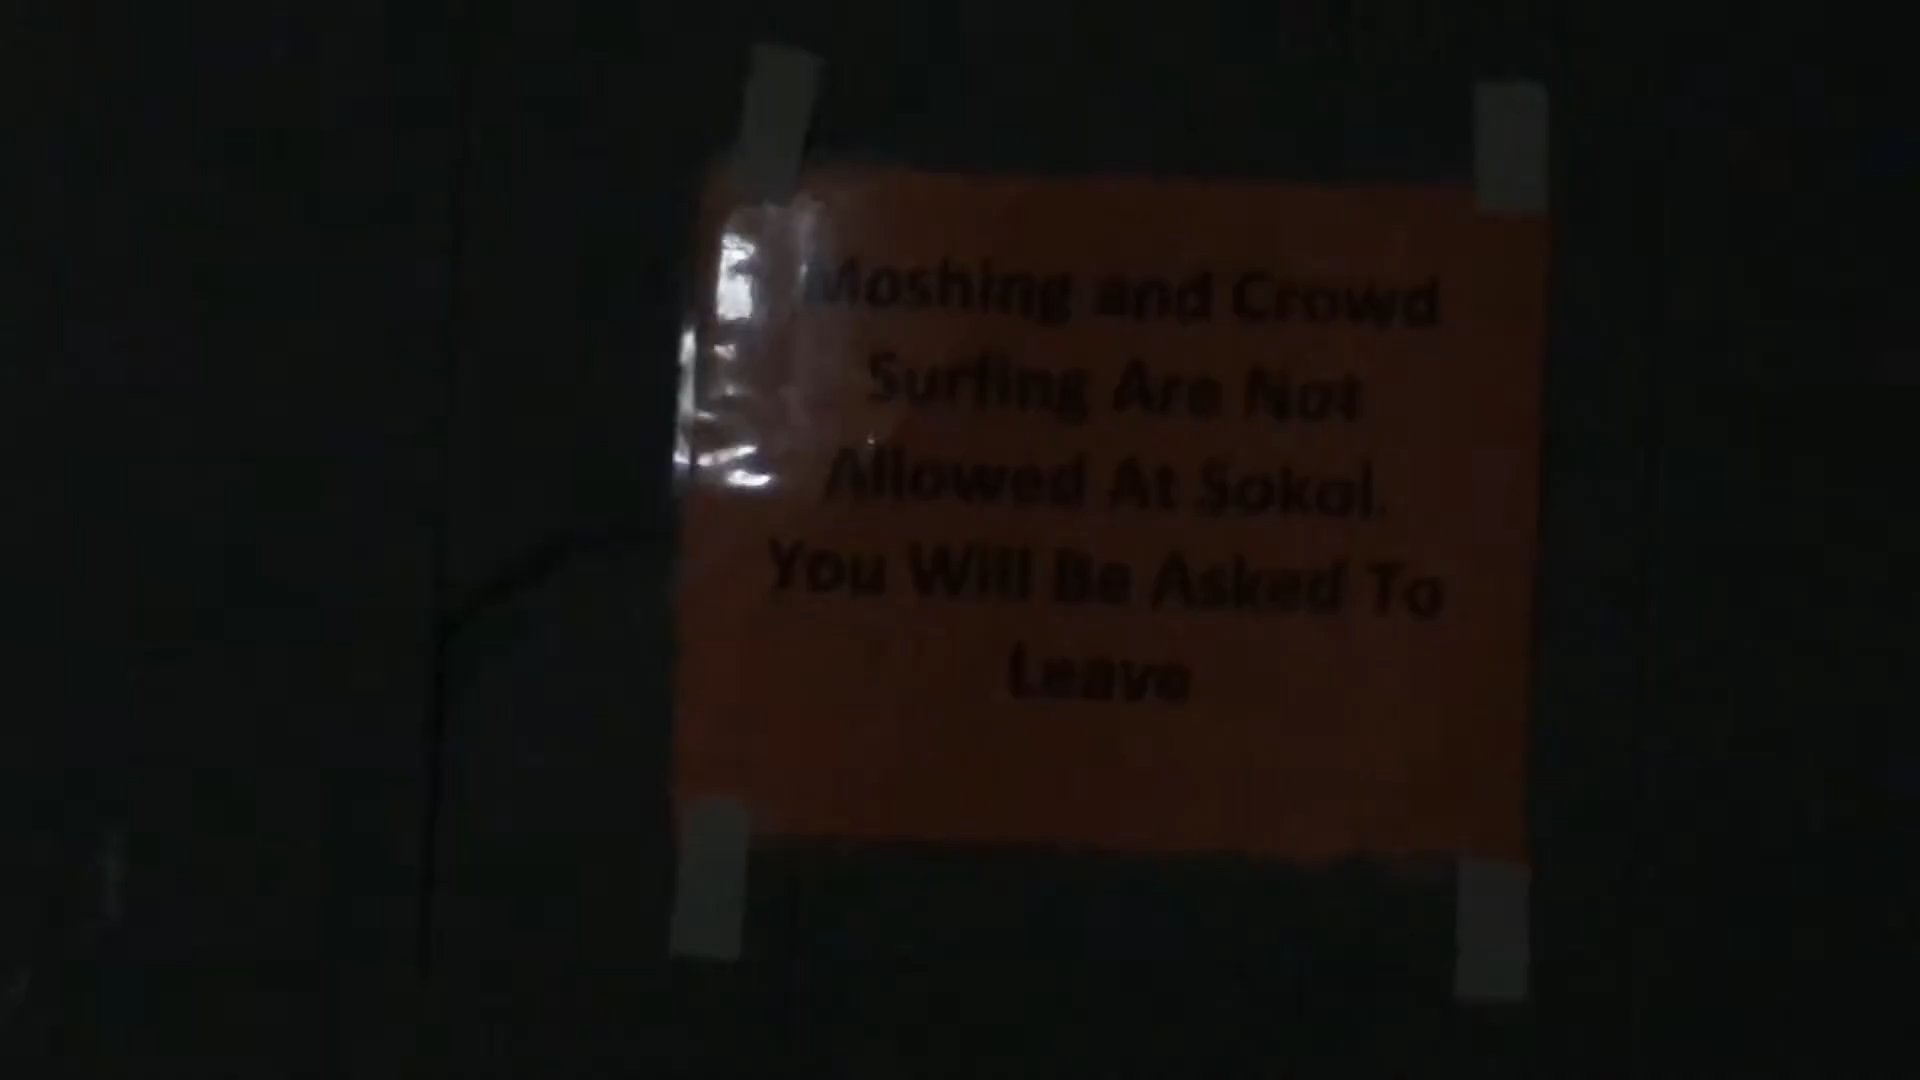 Moshing and Crowd
Surfing Are Not
Allowed At Sokol.
You Will Be Asked To
Leave